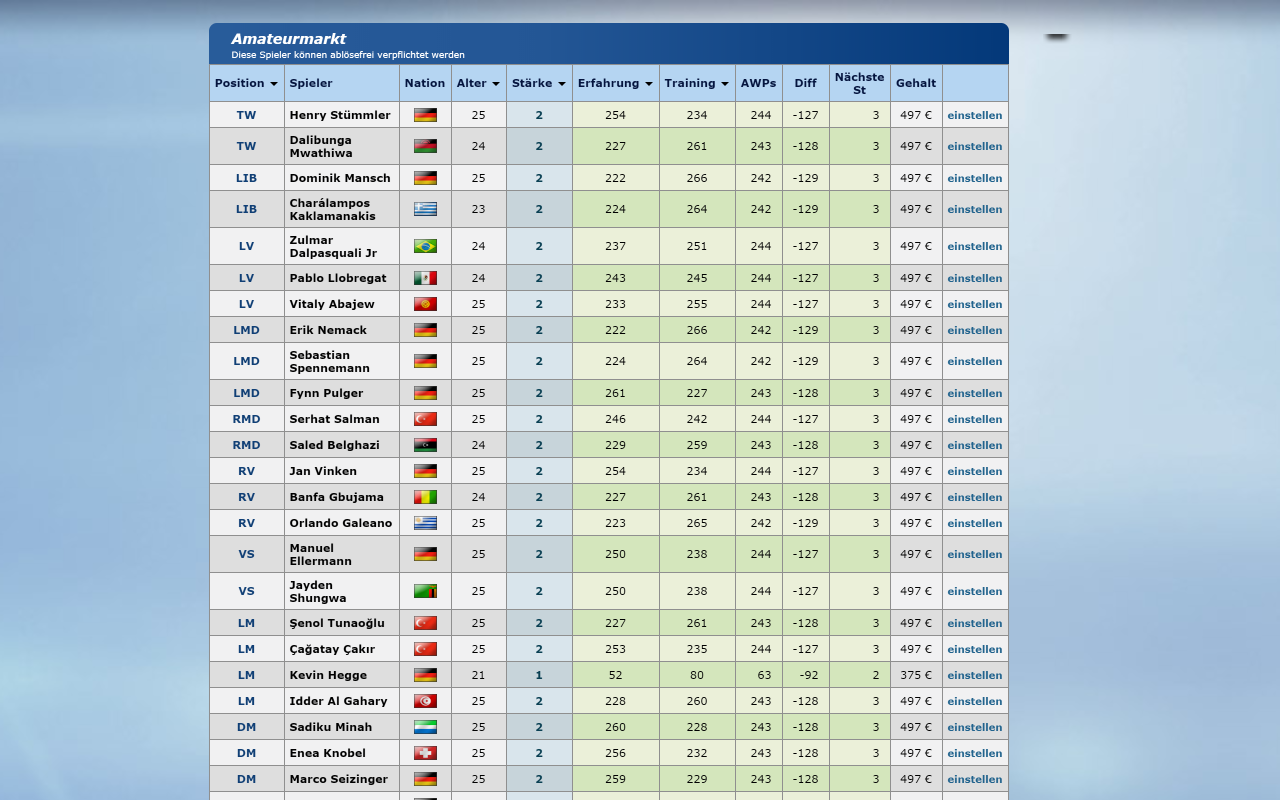 Amateurmarkt
Diese Spieler können ablösefrei verpflichtet werden
Position Spieler Nation Alter Stärke Erfahrung Training AWPs Diff Nächste St Gehalt
TW Henry Stümmler 25 2 254 234 244 -127 3 497 € einstellen
TW Dalibunga Mwathiwa 24 2 227 261 243 -128 3 497 € einstellen
LIB Dominik Mansch 25 2 222 266 242 -129 3 497 € einstellen
LIB Charálampos Kaklamanakis 23 2 224 264 242 -129 3 497 € einstellen
LV Zulmar Dalpasquali Jr 24 2 237 251 244 -127 3 497 € einstellen
LV Pablo Llobregat 24 2 243 245 244 -127 3 497 € einstellen
LV Vitaly Abajew 25 2 233 255 244 -127 3 497 € einstellen
LMD Erik Nemack 25 2 222 266 242 -129 3 497 € einstellen
LMD Sebastian Spennemann 25 2 224 264 242 -129 3 497 € einstellen
LMD Fynn Pulger 25 2 261 227 243 -128 3 497 € einstellen
RMD Serhat Salman 25 2 246 242 244 -127 3 497 € einstellen
RMD Saled Belghazi 24 2 229 259 243 -128 3 497 € einstellen
RV Jan Vinken 25 2 254 234 244 -127 3 497 € einstellen
RV Banfa Gbujama 24 2 227 261 243 -128 3 497 € einstellen
RV Orlando Galeano 25 2 223 265 242 -129 3 497 € einstellen
VS Manuel Ellermann 25 2 250 238 244 -127 3 497 € einstellen
VS Jayden Shungwa 25 2 250 238 244 -127 3 497 € einstellen
LM Şenol Tunaoğlu 25 2 227 261 243 -128 3 497 € einstellen
LM Çağatay Çakır 25 2 253 235 244 -127 3 497 € einstellen
LM Kevin Hegge 21 1 52 80 63 -92 2 375 € einstellen
LM Idder Al Gahary 25 2 228 260 243 -128 3 497 € einstellen
DM Sadiku Minah 25 2 260 228 243 -128 3 497 € einstellen
DM Enea Knobel 25 2 256 232 243 -128 3 497 € einstellen
DM Marco Seizinger 25 2 259 229 243 -128 3 497 € einstellen